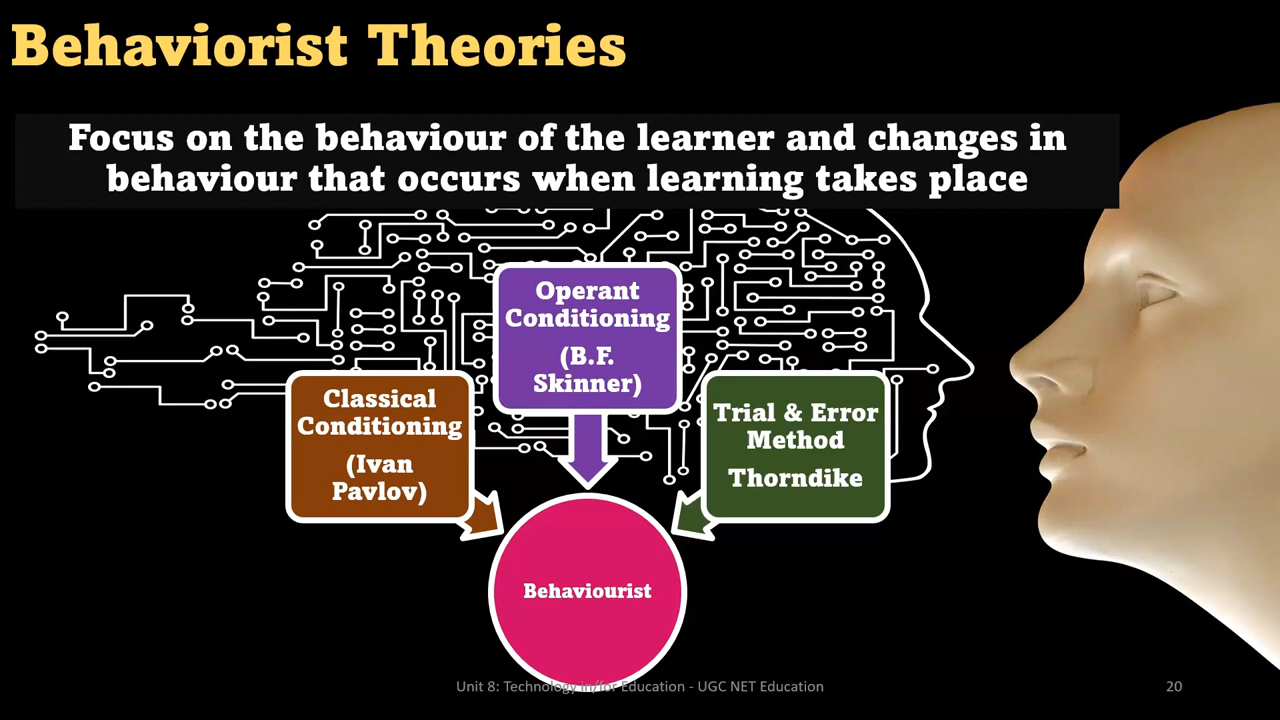 Behaviorist Theories
Focus on the behaviour of the learner and changes in
behaviour that occurs when learning takes place
Operant
Conditioning
(B.F.
Skinner)
Classical
Conditioning
(Ivan
Pavlov)
Trial & Error
Method
Thorndike
Behaviourist
Unit 8: Technology in/for Education - UGC NET Education
20